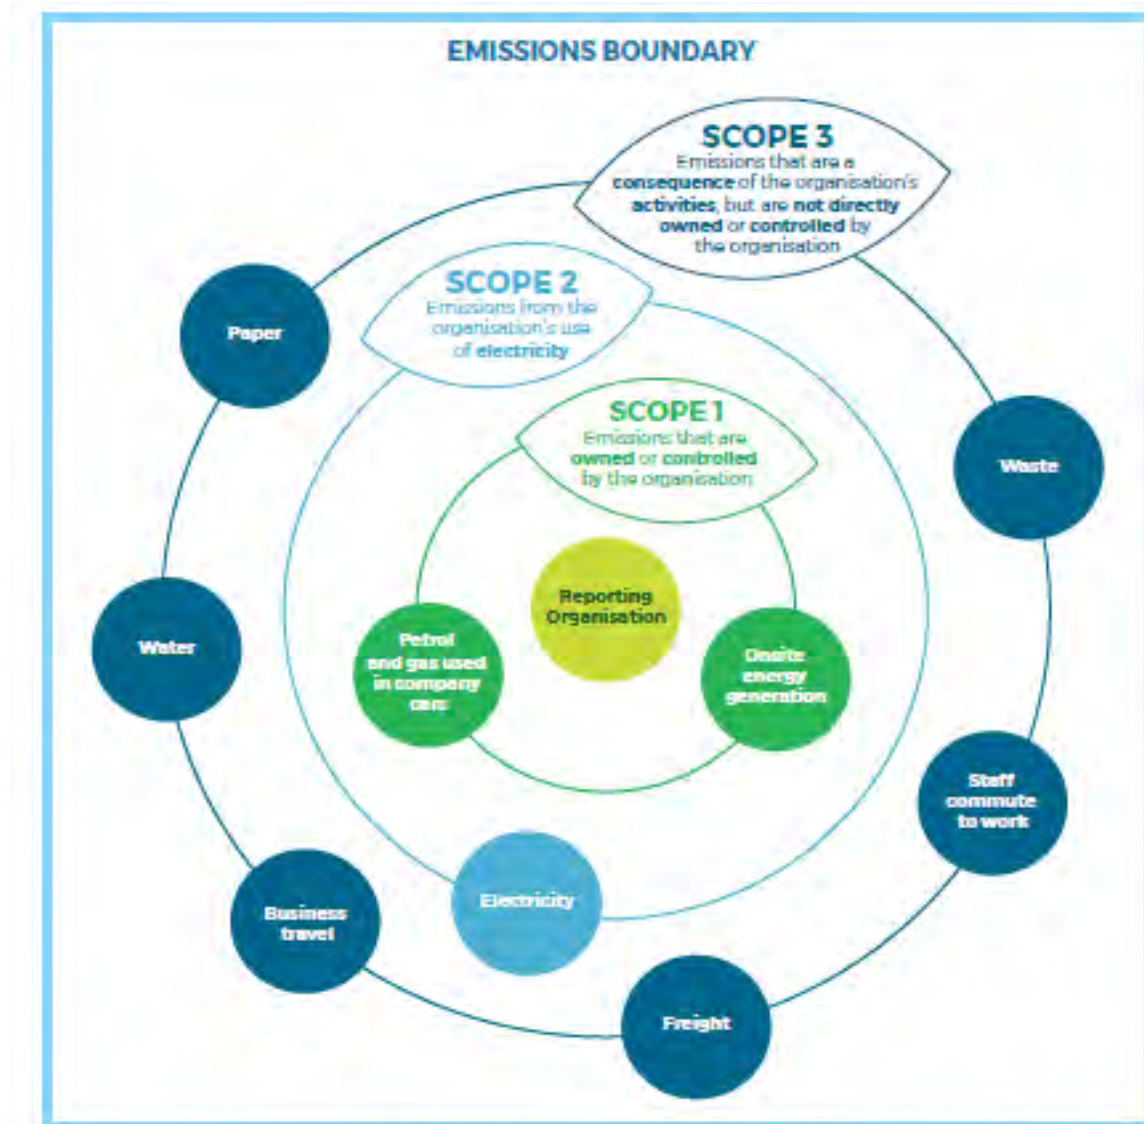 EMISSIONS BOUNDARY
SCOPE 3
Emissions that are a
consequence of the organisation's
activities, but are not directly
owned or controlled by
the organisation
SCOPE 2
Emissions from the
organisation's use
of electricity
SCOPE 1
Emissions that are
owned or controlled
by the organisation
Paper
Waste
Reporting
Organisation
Water
Petrol
and gas used
in company
cars
Onsite
energy
generation
Staff
commute
to work
Electricity
Business
travel
Freight